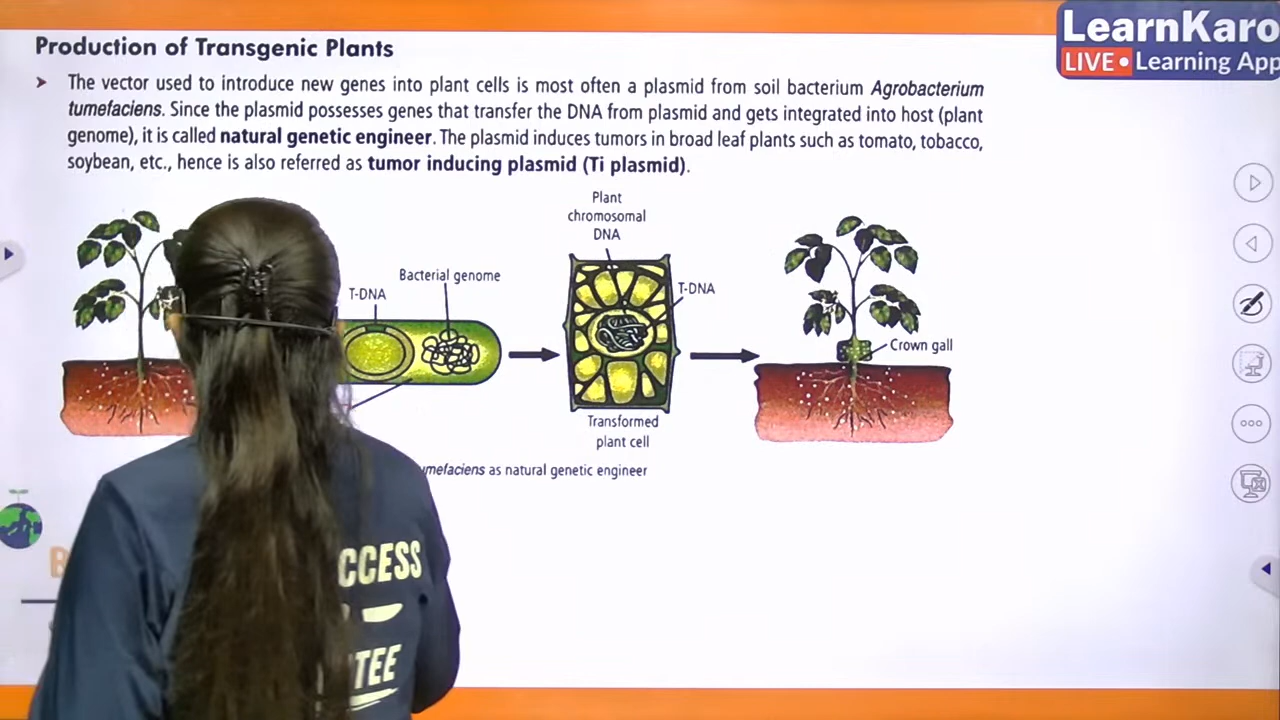 LearnKaro
LIVE • Learning App
Production of Transgenic Plants
➤ The vector used to introduce new genes into plant cells is most often a plasmid from soil bacterium Agrobacterium
tumefaciens. Since the plasmid possesses genes that transfer the DNA from plasmid and gets integrated into host (plant
genome), it is called natural genetic engineer. The plasmid induces tumors in broad leaf plants such as tomato, tobacco,
soybean, etc., hence is also referred as tumor inducing plasmid (Ti plasmid).
Plant
chromosomal
DNA
Bacterial genome
T-DNA
T-DNA
Crown gall
Transformed
plant cell
umefaciens as natural genetic engineer
B
CCESS
TEE